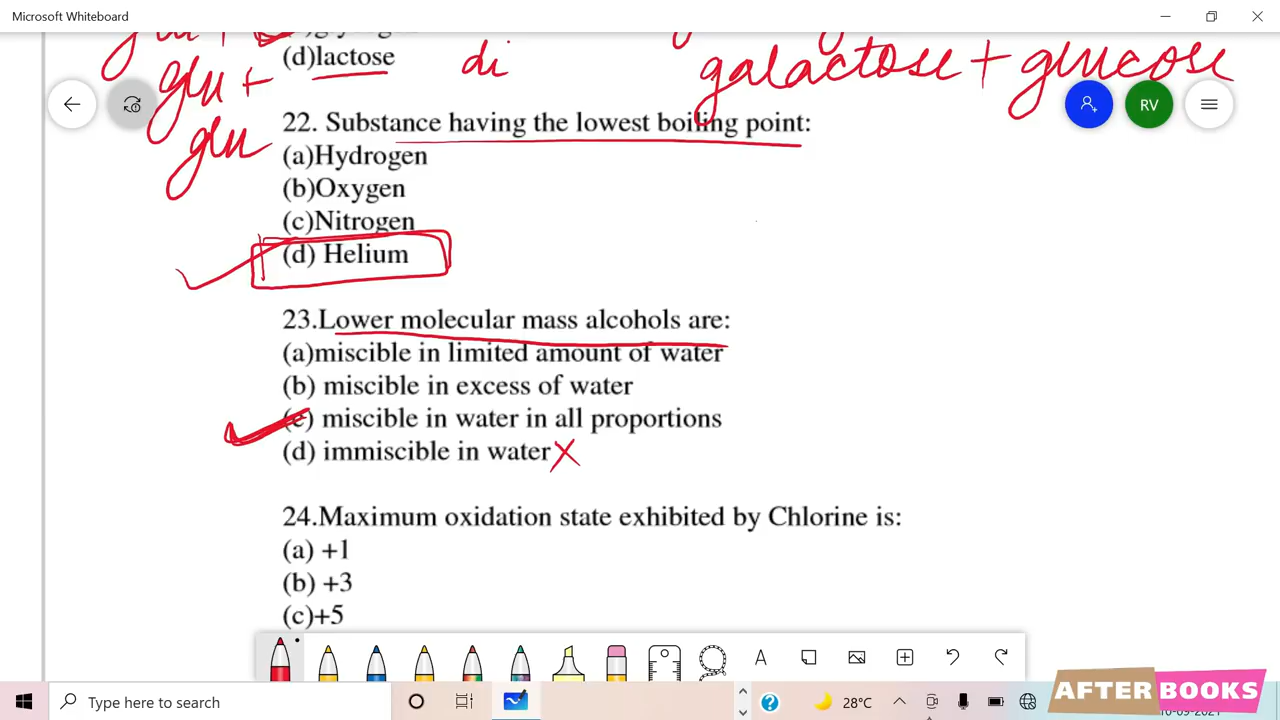 Microsoft Whiteboard
(d)lactose
di
galactose + glucose
glu +
glu
RV
22. Substance having the lowest boiling point:
(a)Hydrogen
(b)Oxygen
(c)Nitrogen
(d) Helium
23.Lower molecular mass alcohols are:
(a)miscible in limited amount of water
(b) miscible in excess of water
(c) miscible in water in all proportions
(d) immiscible in water X
24.Maximum oxidation state exhibited by Chlorine is:
(a) +1
(b) +3
(c)+5
A
Type here to search
28°C
AFTER BOOKS